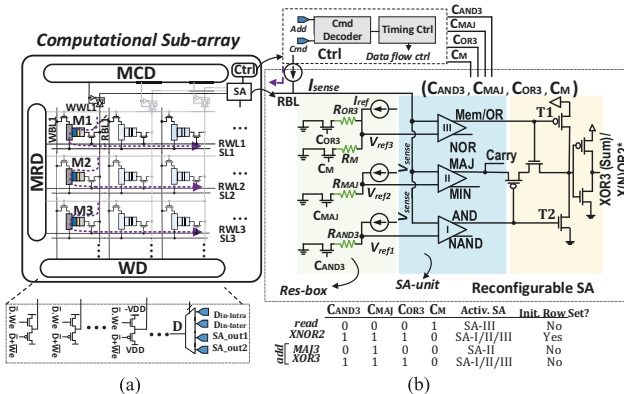 Computational Sub-array
MCD
Ctrl
SA
WWL1
WBL1
RBL1
M1
RWL1
SL1
M2
RWL2
SL2
M3
RWL3
SL3
MRD
WD
D
Din-Intra
Din-Inter
SA_out1
SA_out2
-VDD
VDD
(a)
Add
Cmd
Cmd Decoder
Timing Ctrl
Ctrl
Data flow ctrl
CAND3
CMAJ
COR3
CM
RBL
Isense
(CAND3, CMAJ, COR3, CM)
Iref
ROR3
COR3
RM
CM
Vref3
Vsense
RMAJ
CMAJ
Vref2
Vsense
RAND3
CAND3
Vref1
Res-box
III
Mem/OR
NOR
II
MAJ
MIN
Carry
I
AND
NAND
SA-unit
T1
T2
XOR3 (Sum)/
X(N)OR2*
Reconfigurable SA
CAND3 CMAJ COR3 CM Activ. SA Init. Row Set?
read 0 0 0 1 SA-III No
XNOR2 1 1 1 0 SA-I/II/III Yes
add MAJ3 0 1 0 0 SA-II No
XOR3 1 1 1 0 SA-I/II/III No
(b)